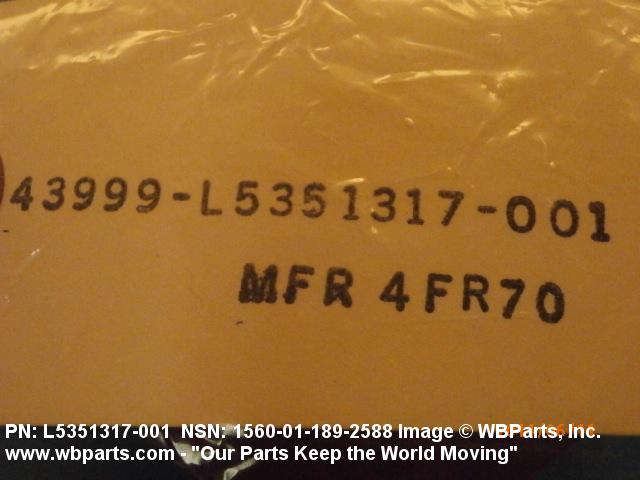 43999-L5351317-001
MFR 4FR70
PN: L5351317-001 NSN: 1560-01-189-2588 Image © WBParts, Inc.
www.wbparts.com - "Our Parts Keep the World Moving"